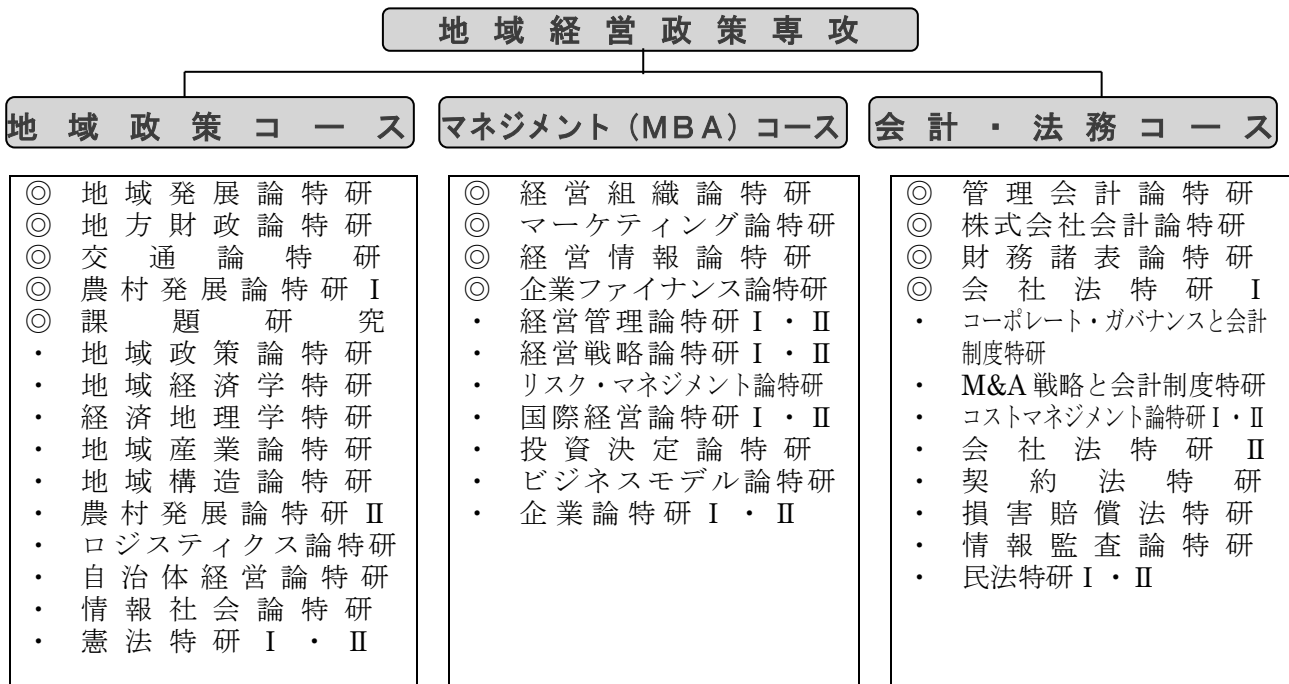 地域経営政策専攻
地域政策コース
◎ 地域発展論特研
◎ 地方財政論特研
◎ 交通論特研
◎ 農村発展論特研Ⅰ
◎ 課題研究
・ 地域政策論特研
・ 地域経済学特研
・ 経済地理学特研
・ 地域産業論特研
・ 地域構造論特研
・ 農村発展論特研Ⅱ
・ ロジスティクス論特研
・ 自治体経営論特研
・ 情報社会論特研
・ 憲法特研Ⅰ・Ⅱ
マネジメント（ＭＢＡ）コース
◎ 経営組織論特研
◎ マーケティング論特研
◎ 経営情報論特研
◎ 企業ファイナンス論特研
・ 経営管理論特研Ⅰ・Ⅱ
・ 経営戦略論特研Ⅰ・Ⅱ
・ リスク・マネジメント論特研
・ 国際経営論特研Ⅰ・Ⅱ
・ 投資決定論特研
・ ビジネスモデル論特研
・ 企業論特研Ⅰ・Ⅱ
会計・法務コース
◎ 管理会計論特研
◎ 株式会社会計論特研
◎ 財務諸表論特研
◎ 会社法特研Ⅰ
・ コーポレート・ガバナンスと会計
制度特研
・ M&A 戦略と会計制度特研
・ コストマネジメント論特研Ⅰ・Ⅱ
・ 会社法特研Ⅱ
・ 契約法特研
・ 損害賠償法特研
・ 情報監査論特研
・ 民法特研Ⅰ・Ⅱ